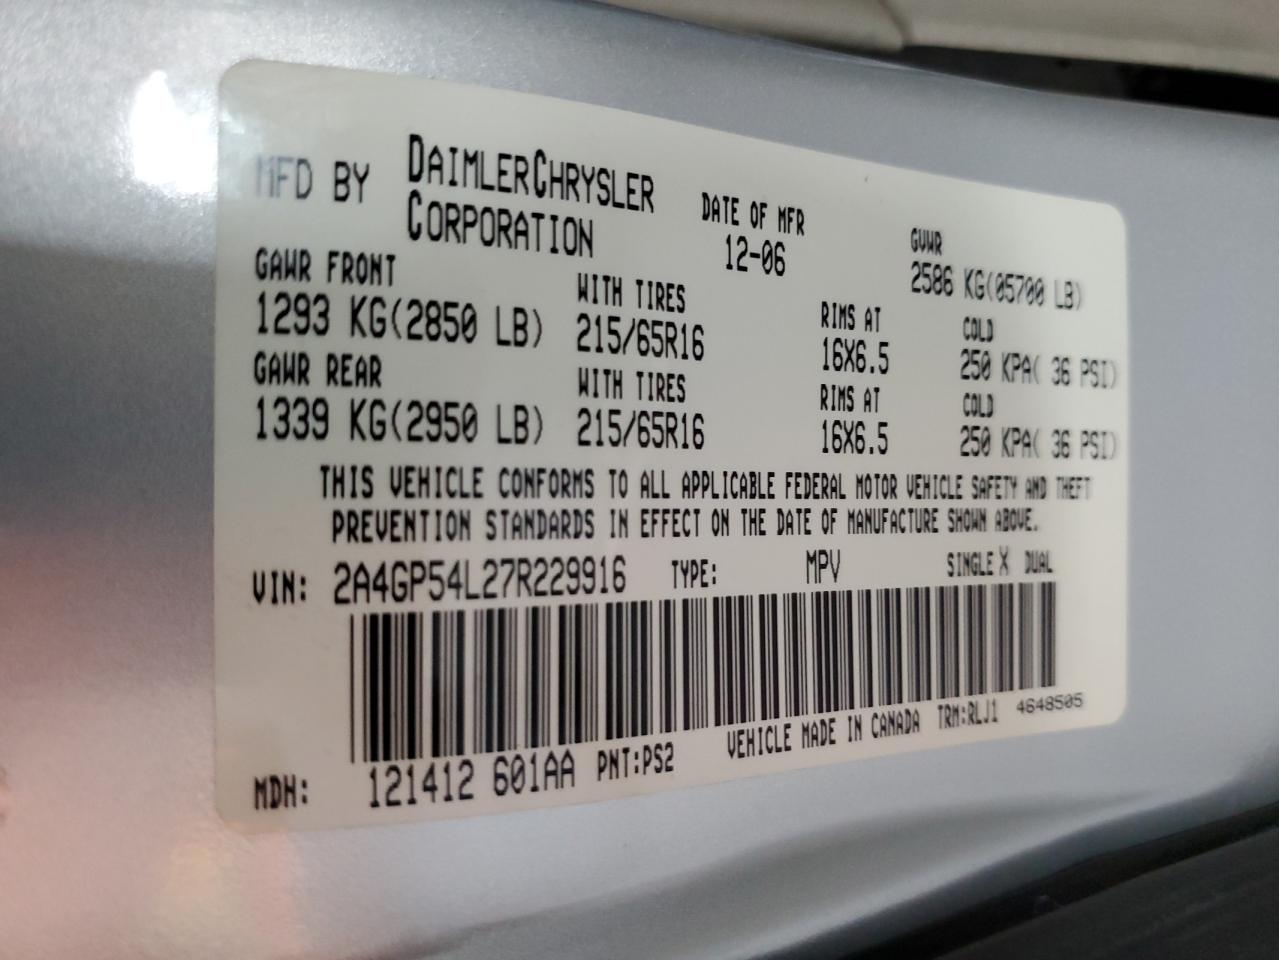 MFD BY DAIMLERCHRYSLER CORPORATION
DATE OF MFR
12-06
GVWR
2586 KG(05700 LB)
GAWR FRONT
1293 KG(2850 LB)
WITH TIRES
215/65R16
RIMS AT
16X6.5
COLD
250 KPA( 36 PSI)
GAWR REAR
1339 KG(2950 LB)
WITH TIRES
215/65R16
RIMS AT
16X6.5
COLD
250 KPA( 36 PSI)
THIS VEHICLE CONFORMS TO ALL APPLICABLE FEDERAL MOTOR VEHICLE SAFETY AND THEFT
PREVENTION STANDARDS IN EFFECT ON THE DATE OF MANUFACTURE SHOWN ABOVE.
VIN: 2A4GP54L27R229916 TYPE: MPV SINGLE X DUAL
MDH: 121412 601AA PNT:PS2 VEHICLE MADE IN CANADA TRM:RLJ1 4648505